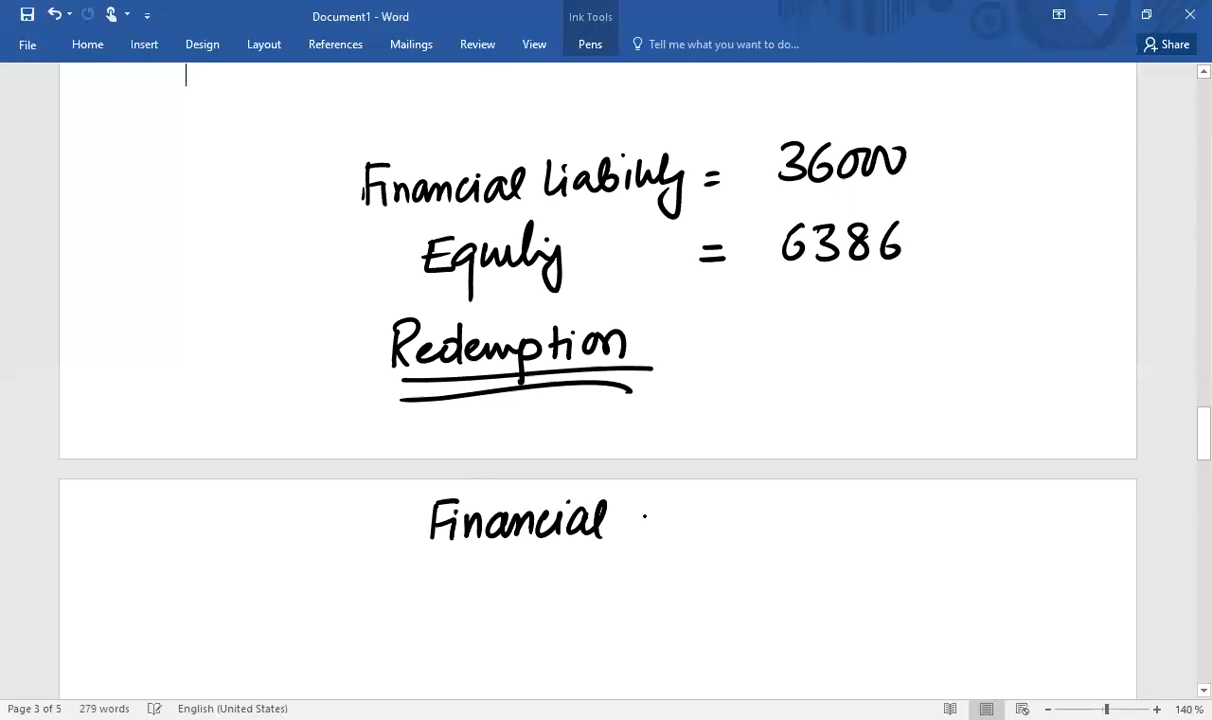 Document1 - Word
Ink Tools
File Home Insert Design Layout References Mailings Review View Pens Tell me what you want to do... Share
Financial Liability = 36000
Equity = 6386
Redemption
Financial
Page 3 of 5 279 words English (United States) 140 %